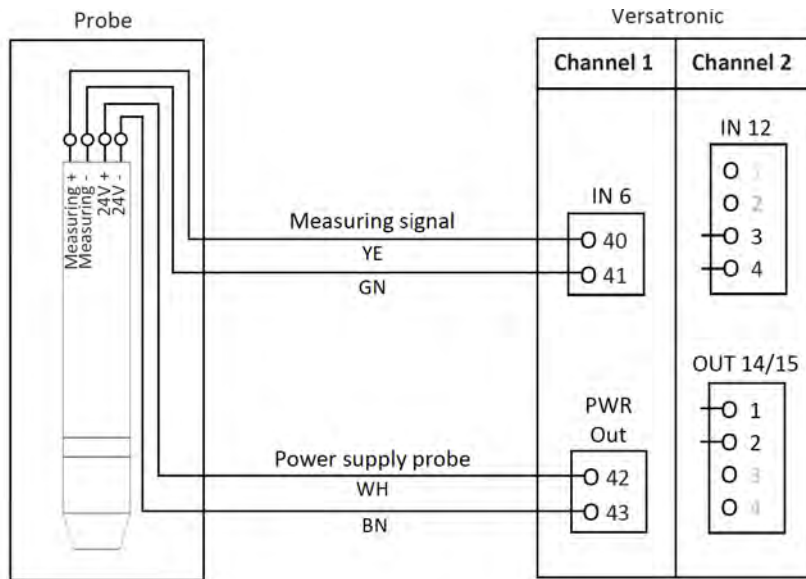 Probe
Versatronic
Channel 1
Channel 2
Measuring +
Measuring -
24V +
24V -
Measuring signal
YE
GN
Power supply probe
WH
BN
IN 6
40
41
PWR
Out
42
43
IN 12
1
2
3
4
OUT 14/15
1
2
3
4